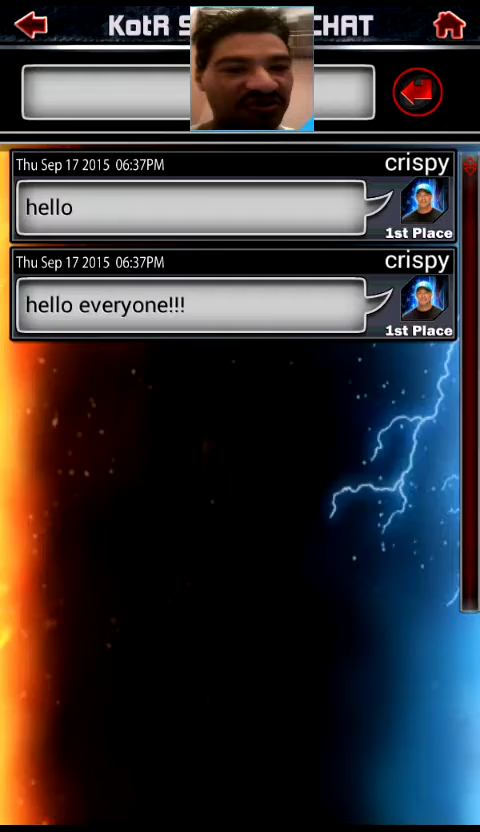 KotR S CHAT
Thu Sep 17 2015 06:37PM
crispy
hello
1st Place
Thu Sep 17 2015 06:37PM
crispy
hello everyone!!!
1st Place